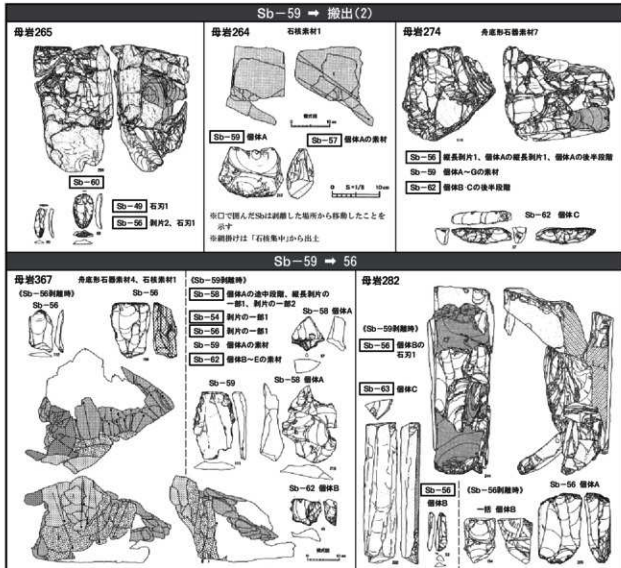 Sb-59 ➡ 搬出(2)
母岩265
Sb-60
Sb-49 石刃1
Sb-56 剥片2、石刃1
母岩264 石核素材1
模式図
Sb-59 個体A
Sb-57 個体Aの素材
0 S=1/5 10cm
※□で囲んだSbは剥離した場所から移動したことを
示す
※網掛けは「石核集中」から出土
母岩274 舟底形石器素材7
Sb-56 縦長剥片1、個体Aの縦長剥片1、個体Aの後半段階
Sb-59 個体A～Gの素材
Sb-62 個体B・Cの後半段階
Sb-62 個体C
Sb-59 ➡ 56
母岩367 舟底形石器素材4、石核素材1
《Sb-56剥離時》
Sb-56
Sb-56
《Sb-59剥離時》
Sb-58 個体Aの途中段階、縦長剥片の
一部1、剥片の一部2
Sb-54 剥片の一部1
Sb-56 剥片の一部1
Sb-59 個体Aの素材
Sb-62 個体B～Eの素材
Sb-58 個体A
Sb-59
Sb-58 個体A
Sb-62 個体B
模式図
母岩282
《Sb-59剥離時》
Sb-56 個体Bの
石刃1
Sb-63 個体C
Sb-56
個体B
《Sb-56剥離時》
一括 個体B
Sb-56 個体A